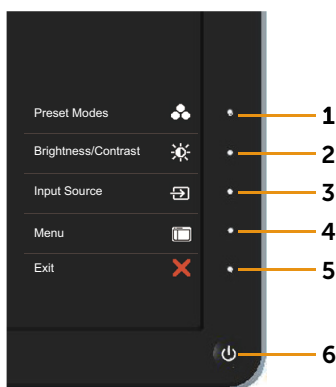 Preset Modes
1
Brightness/Contrast
2
Input Source
3
Menu
4
Exit
5
6